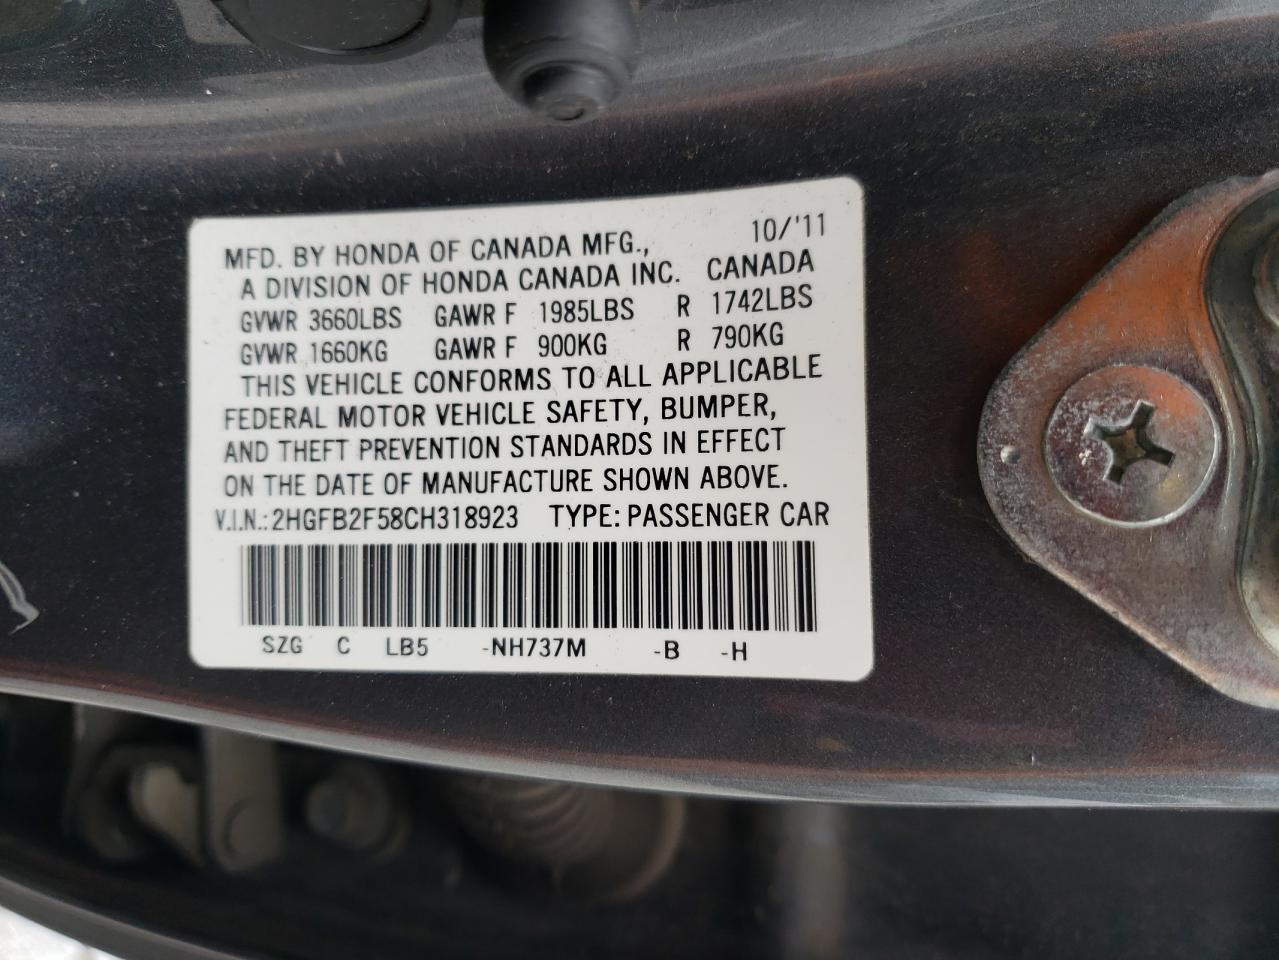 MFD. BY HONDA OF CANADA MFG., 10/'11
A DIVISION OF HONDA CANADA INC. CANADA
GVWR 3660LBS GAWR F 1985LBS R 1742LBS
GVWR 1660KG GAWR F 900KG R 790KG
THIS VEHICLE CONFORMS TO ALL APPLICABLE
FEDERAL MOTOR VEHICLE SAFETY, BUMPER,
AND THEFT PREVENTION STANDARDS IN EFFECT
ON THE DATE OF MANUFACTURE SHOWN ABOVE.
V.I.N.: 2HGFB2F58CH318923 TYPE: PASSENGER CAR
SZG C LB5 -NH737M -B -H